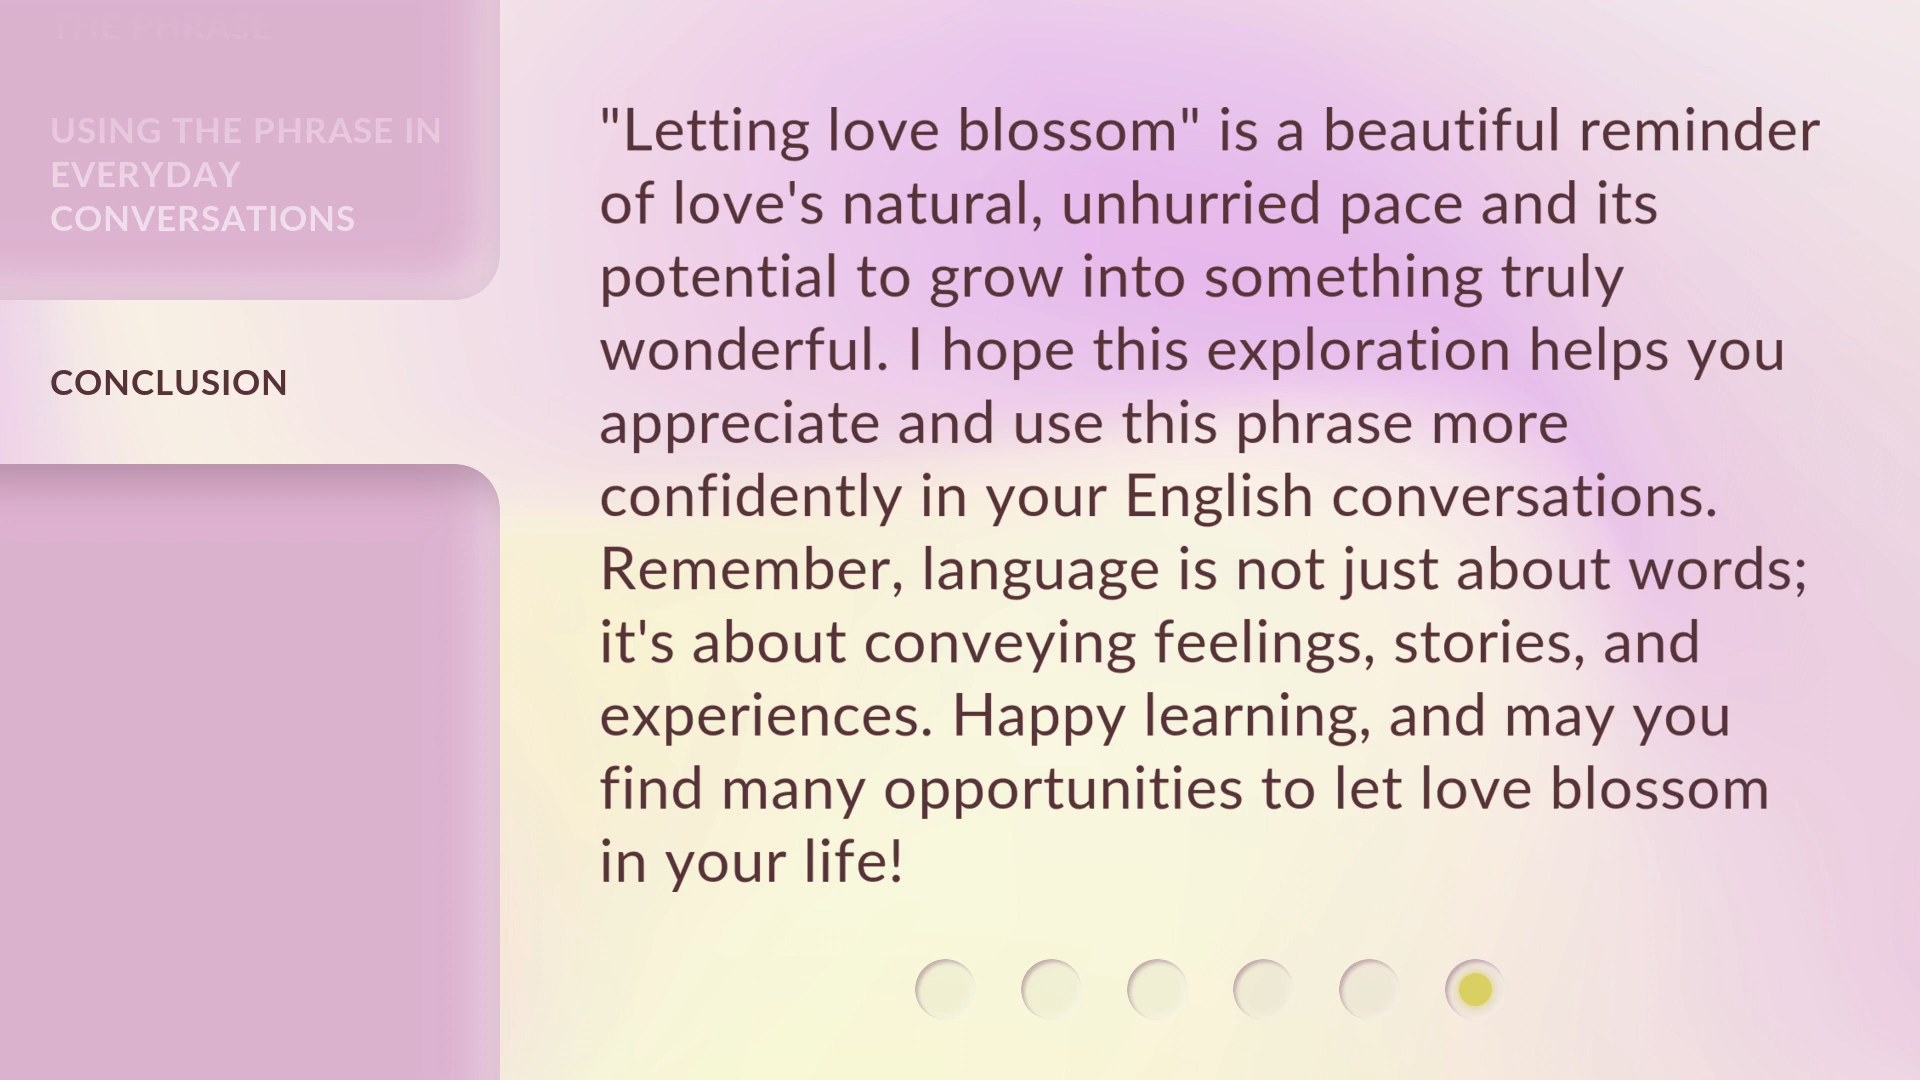 THE PHRASE
USING THE PHRASE IN
EVERYDAY
CONVERSATIONS
CONCLUSION
"Letting love blossom" is a beautiful reminder
of love's natural, unhurried pace and its
potential to grow into something truly
wonderful. I hope this exploration helps you
appreciate and use this phrase more
confidently in your English conversations.
Remember, language is not just about words;
it's about conveying feelings, stories, and
experiences. Happy learning, and may you
find many opportunities to let love blossom
in your life!